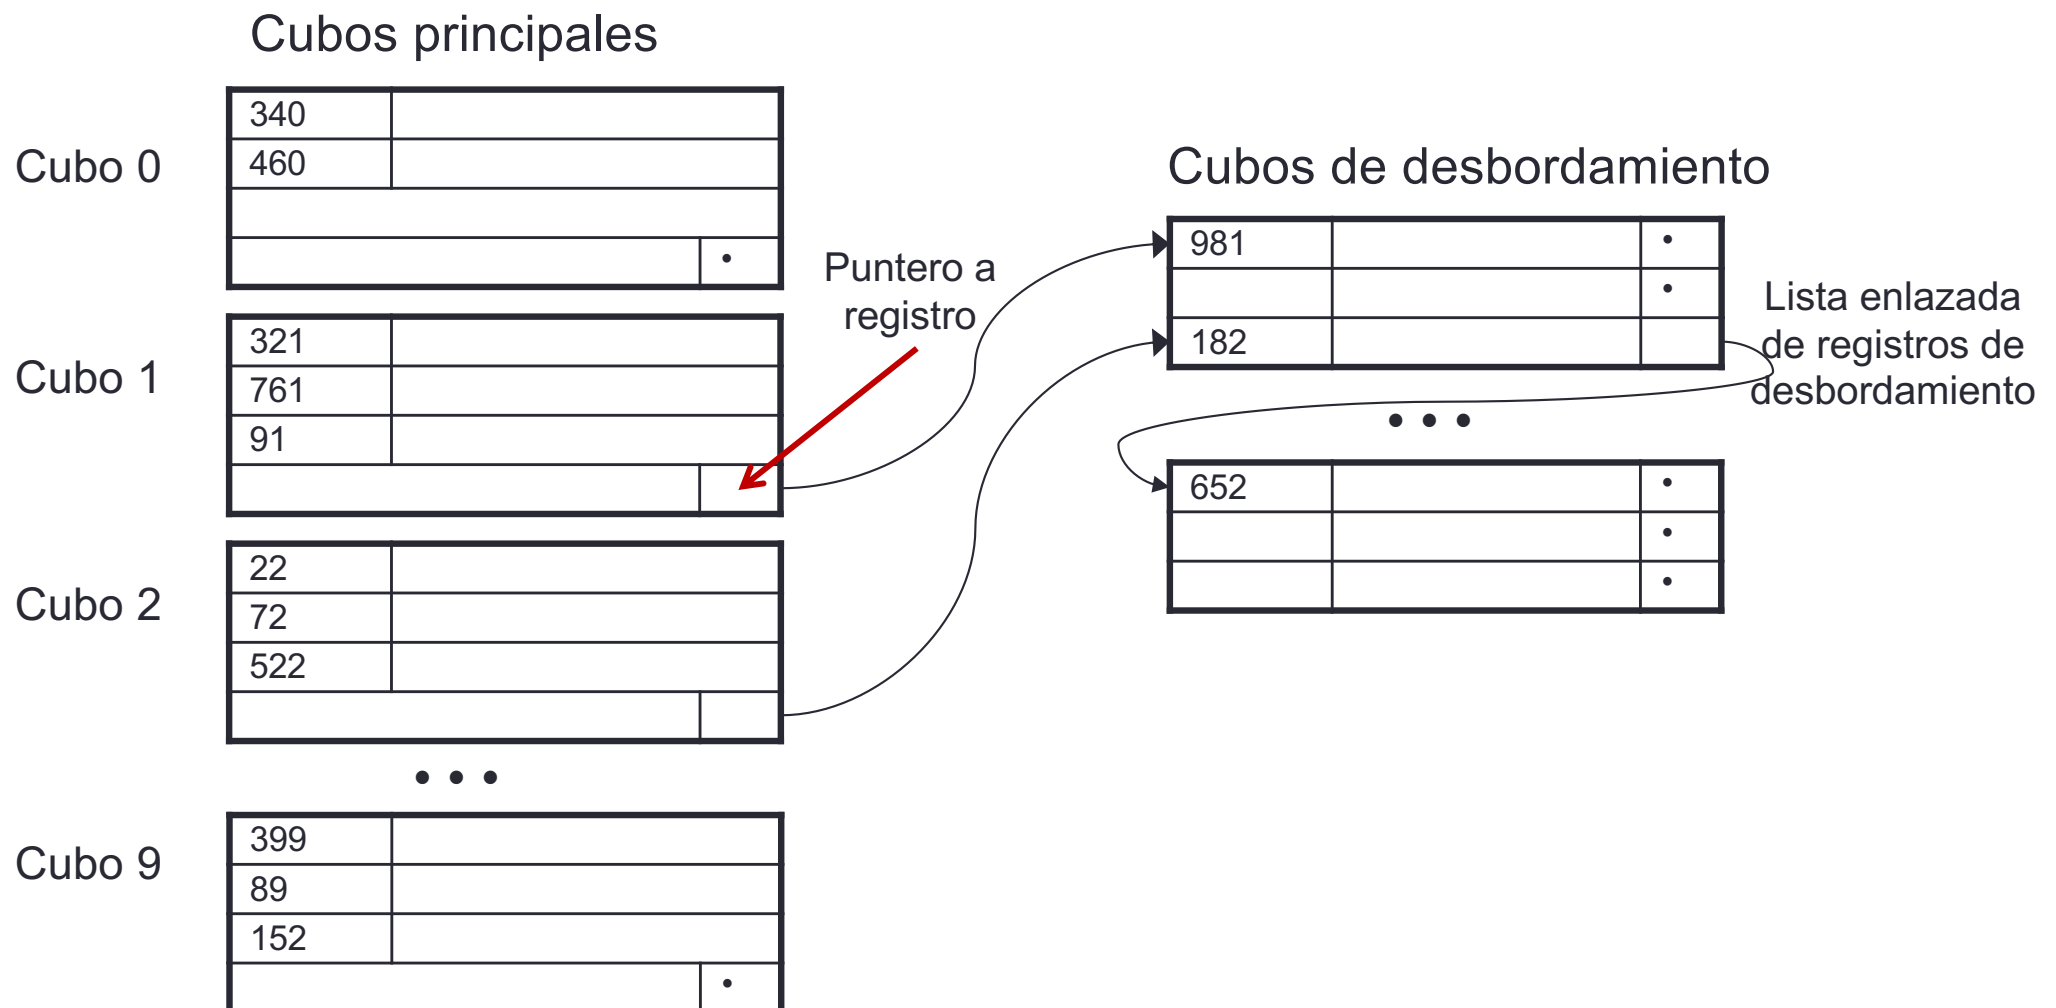 Cubos principales
Cubo 0
340
460
Cubo 1
321
761
91
Cubo 2
22
72
522
• • •
Cubo 9
399
89
152
Puntero a
registro
Cubos de desbordamiento
981
182
• • •
652
Lista enlazada
de registros de
desbordamiento